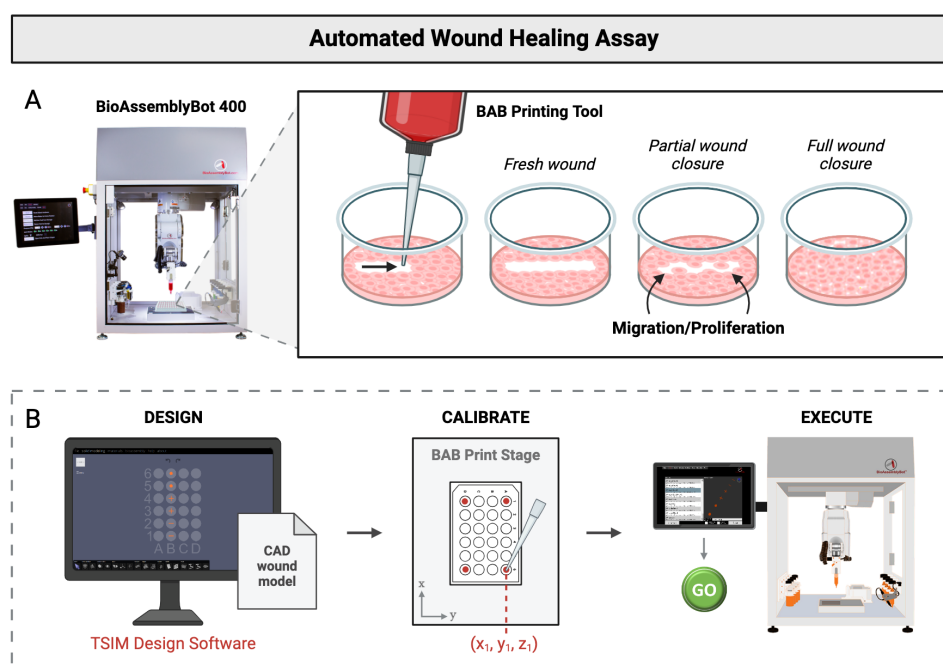 Automated Wound Healing Assay
A
BioAssemblyBot 400
BAB Printing Tool
Fresh wound
Partial wound
closure
Full wound
closure
BioAssemblyBot
Migration/Proliferation
B
DESIGN
CALIBRATE
EXECUTE
BAB Print Stage
BioAssemblyBot
6
5
4
3
2
1
A B C D
CAD
wound
model
x
y
GO
TSIM Design Software
(x₁, y₁, z₁)